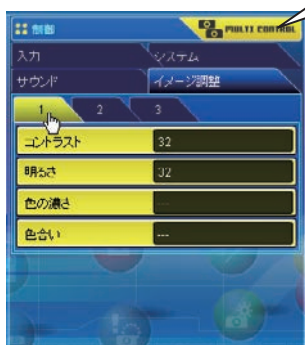 制御 MULTI CONTROL
入力 システム
サウンド イメージ調整
1 2 3
コントラスト 32
明るさ 32
色の濃さ ---
色合い ---